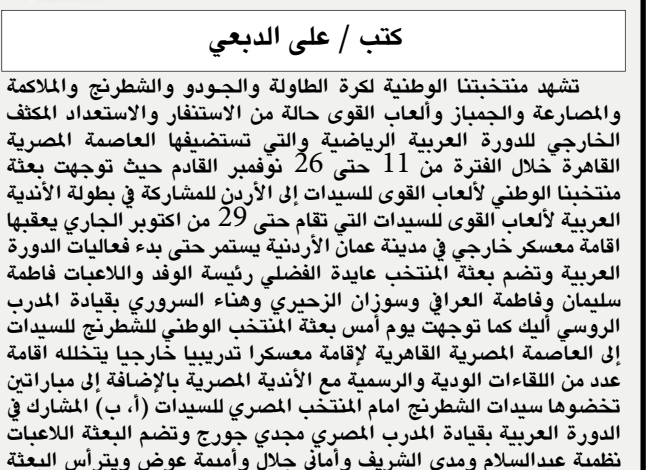 كتب / على الدبعي
تشهد منتخبتنا الوطنية لكرة الطاولة والجـودو والشطرنج والملاكمة
والمصارعة والجمباز وألعاب القوى حالة من الاستنفار والاستعداد المكثف
الخارجي للدورة العربية الرياضية والتي تستضيفها العاصمة المصرية
القاهرة خلال الفترة من 11 حتى 26 نوفمبر القادم حيث توجهت بعثة
منتخبنا الوطني لألعاب القوى للسيدات إلى الأردن للمشاركة في بطولة الأندية
العربية لألعاب القوى للسيدات التي تقام حتى 29 من اكتوبر الجاري يعقبها
اقامة معسكر خارجي في مدينة عمان الأردنية يستمر حتى بدء فعاليات الدورة
العربية وتضم بعثة المنتخب عايدة الفضلي رئيسة الوفد واللاعبات فاطمة
سليمان وفاطمة العرافي وسوزان الزحيري وهناء السروري بقيادة المدرب
الروسي أليك كما توجهت يوم أمس بعثة المنتخب الوطني للشطرنج للسيدات
إلى العاصمة المصرية القاهرية لإقامة معسكرا تدريبيا خارجيا يتخلله اقامة
عدد من اللقاءات الودية والرسمية مع الأندية المصرية بالإضافة إلى مباراتين
تخضوها سيدات الشطرنج امام المنتخب المصري للسيدات (أ، ب) المشارك في
الدورة العربية بقيادة المدرب المصري مجدي جورج وتضم البعثة اللاعبات
نظمية عبدالسلام ومدى الشريف وأماني جلال وأميمة عوض ويترأس البعثة